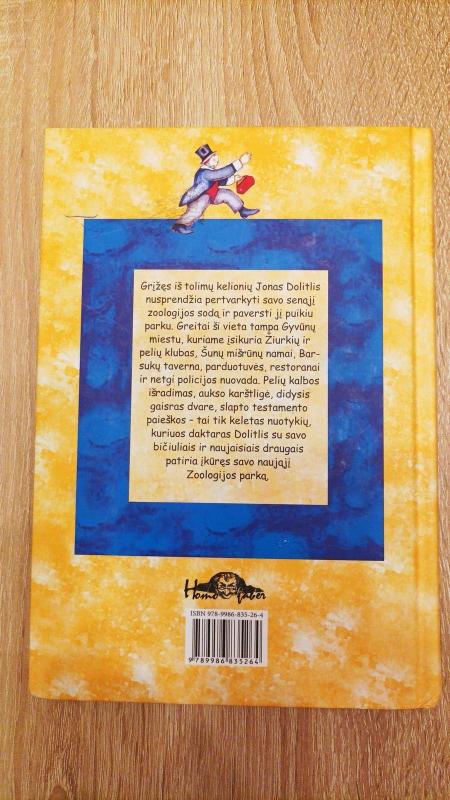 Grįžęs iš tolimų kelionių Jonas Dolitlis
nusprendžia pertvarkyti savo senąjį
zoologijos sodą ir paversti jį puikiu
parku. Greitai ši vieta tampa Gyvūnų
miestu, kuriame įsikuria Žiurkių ir
pelių klubas, Šunų mišrūnų namai, Bar-
sukų taverna, parduotuvės, restoranai
ir netgi policijos nuovada. Pelių kalbos
išradimas, aukso karštligė, didysis
gaisras dvare, slapto testamento
paieškos – tai tik keletas nuotykių,
kuriuos daktaras Dolitlis su savo
bičiuliais ir naujaisiais draugais
patiria įkūręs savo naująjį
Zoologijos parką.
Homo faber
ISBN 978-9986-835-26-4
9 789986 835264